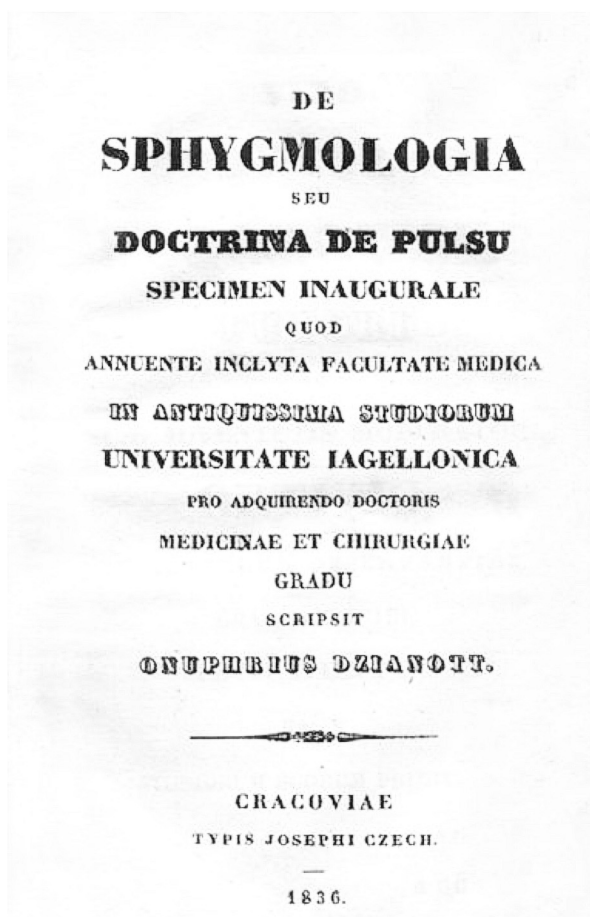 DE
SPHYGMOLOGIA
SEU
DOCTRINA DE PULSU
SPECIMEN INAUGURALE
QUOD
ANNUENTE INCLYTA FACULTATE MEDICA
IN ANTIQUISSIMA STUDIORUM
UNIVERSITATE IAGELLONICA
PRO ADQUIRENDO DOCTORIS
MEDICINAE ET CHIRURGIAE
GRADU
SCRIPSIT
ONUPHRIUS DZIANOTT.
CRACOVIAE
TYPIS JOSEPHI CZECH.
1836.